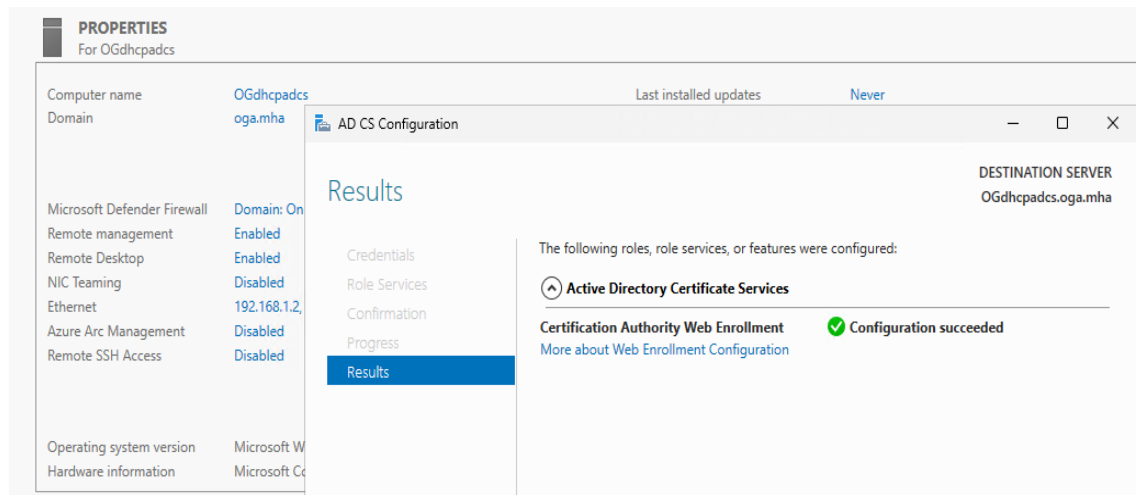 PROPERTIES
For OGdhcpadcs
Computer name OGdhcpadcs Last installed updates Never
Domain oga.mha
AD CS Configuration
DESTINATION SERVER
OGdhcpadcs.oga.mha
Results
Microsoft Defender Firewall Domain: On
Remote management Enabled
Remote Desktop Enabled
NIC Teaming Disabled
Ethernet 192.168.1.2,
Azure Arc Management Disabled
Remote SSH Access Disabled
Operating system version Microsoft W
Hardware information Microsoft Co
Credentials
Role Services
Confirmation
Progress
Results
The following roles, role services, or features were configured:
Active Directory Certificate Services
Certification Authority Web Enrollment Configuration succeeded
More about Web Enrollment Configuration